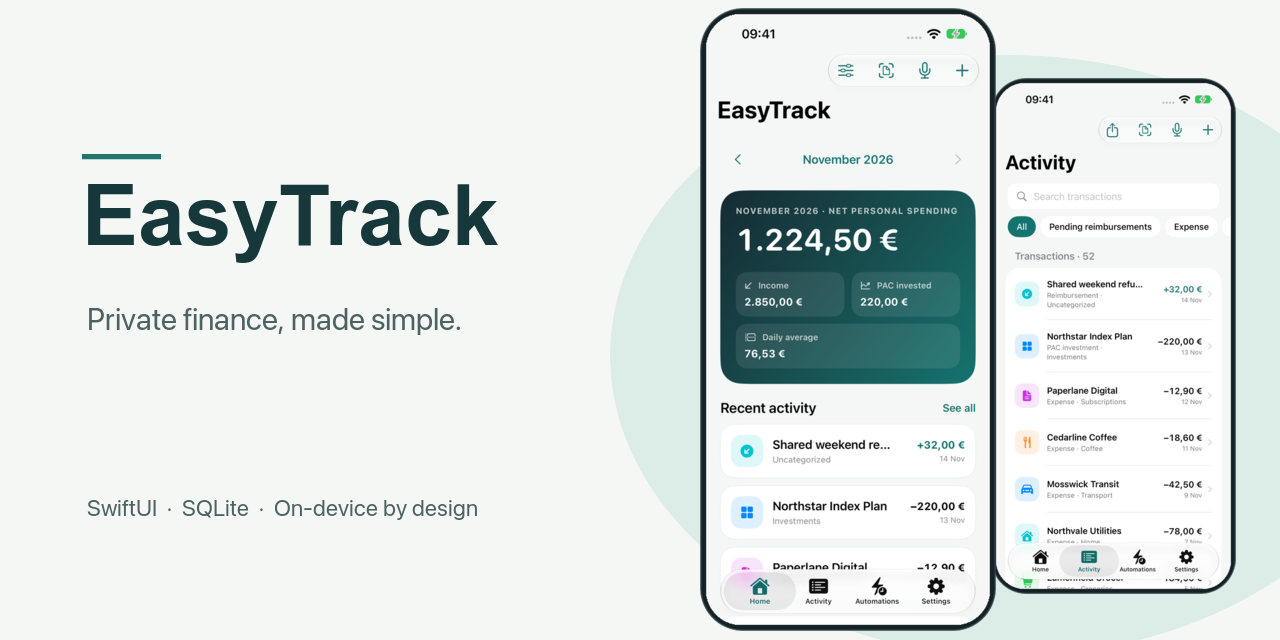 EasyTrack
Private finance, made simple.
SwiftUI · SQLite · On-device by design
09:41
EasyTrack
November 2026
NOVEMBER 2026 · NET PERSONAL SPENDING
1.224,50 €
Income
2.850,00 €
PAC invested
220,00 €
Daily average
76,53 €
Recent activity
See all
Shared weekend re...
+32,00 €
Uncategorized
14 Nov
Northstar Index Plan
−220,00 €
Investments
13 Nov
Paperlane Digital
−12,90 €
Home
Activity
Automations
Settings
09:41
Activity
Search transactions
All
Pending reimbursements
Expense
Transactions · 52
Shared weekend refu...
+32,00 €
Reimbursement ·
Uncategorized
14 Nov
Northstar Index Plan
−220,00 €
PAC investment ·
Investments
13 Nov
Paperlane Digital
−12,90 €
Expense · Subscriptions
12 Nov
Cedarline Coffee
−18,60 €
Expense · Coffee
11 Nov
Mosswick Transit
−42,50 €
Expense · Transport
9 Nov
Northvale Utilities
−78,00 €
Expense · Home
7 Nov
Home
Activity
Automations
Settings